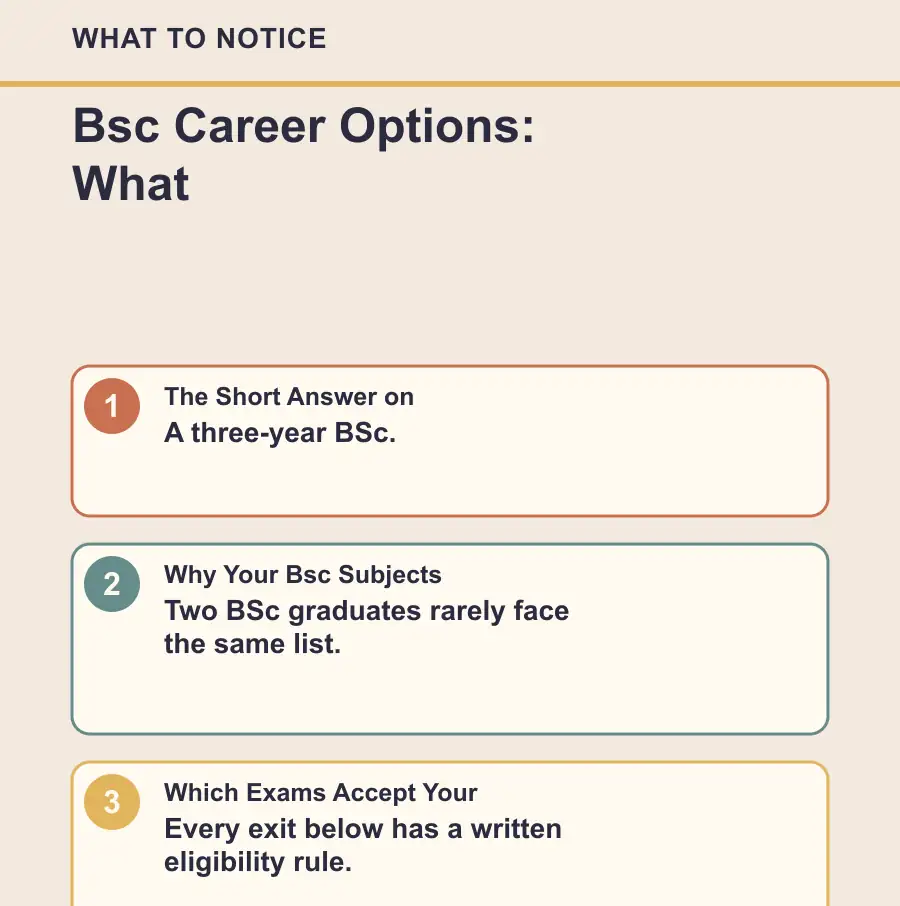 WHAT TO NOTICE
Bsc Career Options:
What
1
The Short Answer on
A three-year BSc.
2
Why Your Bsc Subjects
Two BSc graduates rarely face
the same list.
3
Which Exams Accept Your
Every exit below has a written
eligibility rule.